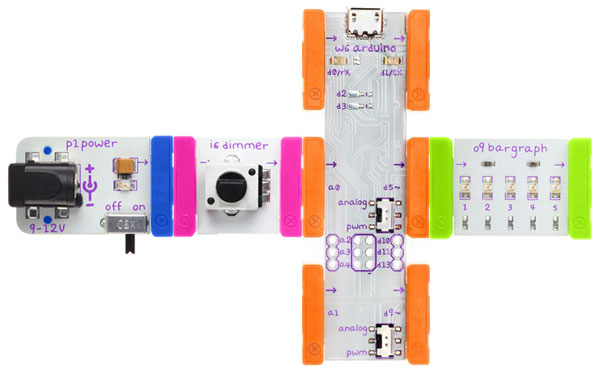 w6 arduino
d0/rX
d1/tX
d2
d3
p1 power
+
-
off on
9-12V
i6 dimmer
a0
d5~
analog
pwm
a2
a3
a4
d10
d11
d13
a1
d9~
analog
pwm
o9 bargraph
1 2 3 4 5